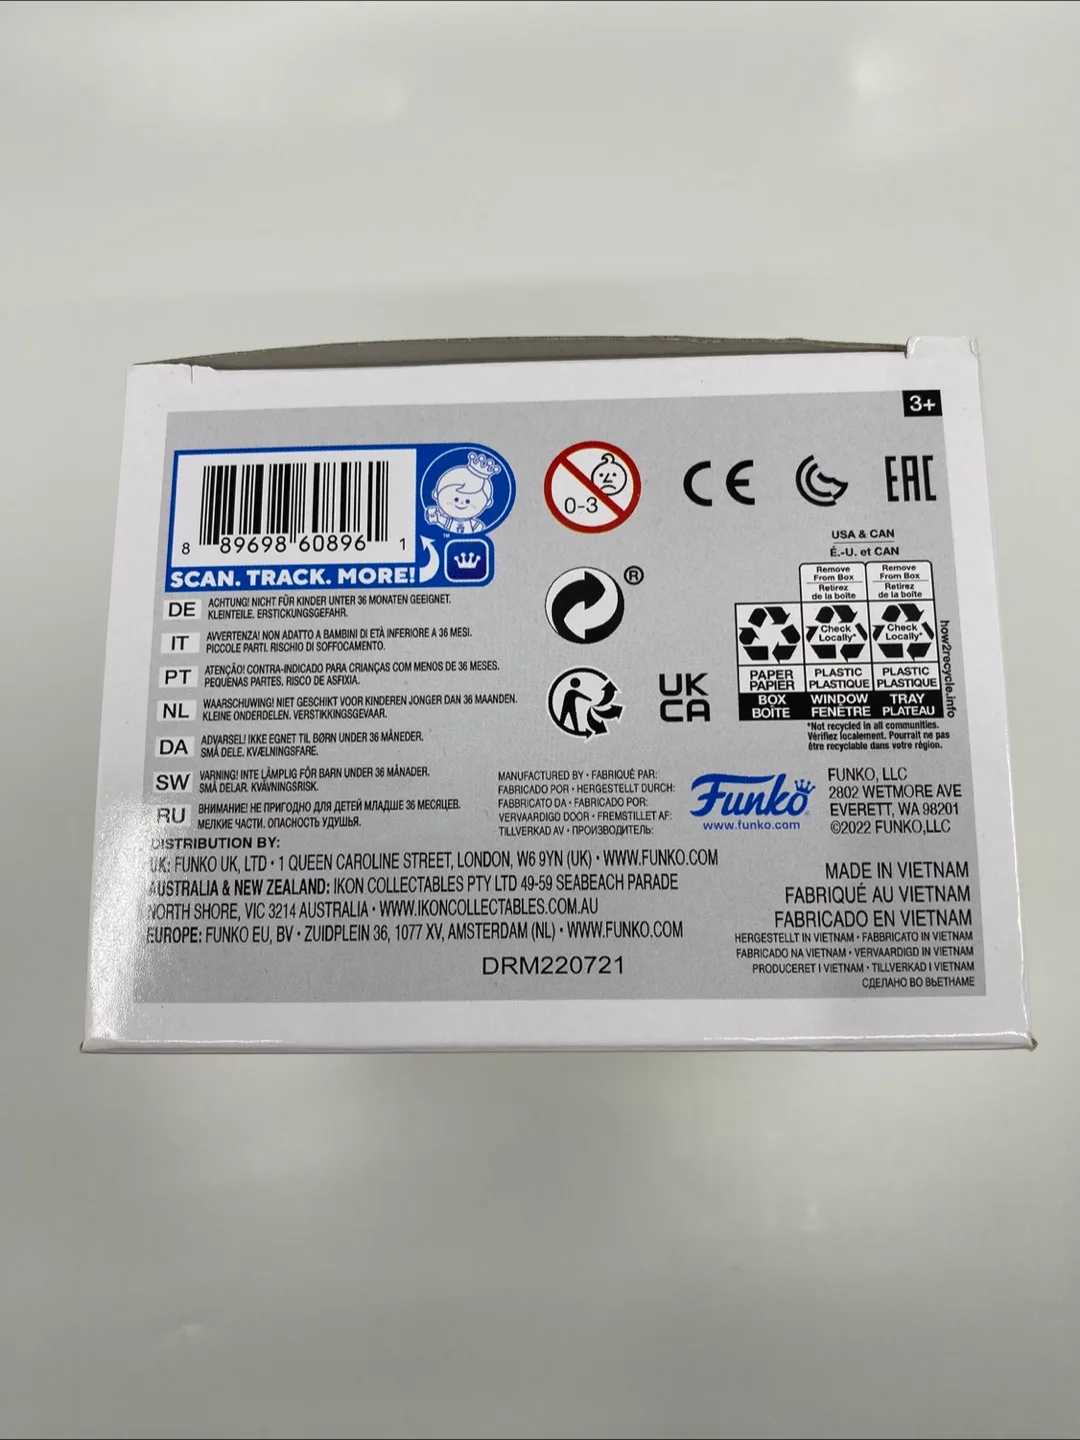 3+
8 89698 60896 1
™
SCAN. TRACK. MORE!
0-3
CE
EAC
®
UK
CA
USA & CAN
É.-U. et CAN
Remove From Box
Retirez de la boîte
Remove From Box
Retirez de la boîte
Check Locally*
Check Locally*
PAPER
PAPIER
PLASTIC
PLASTIQUE
PLASTIC
PLASTIQUE
BOX
BOÎTE
WINDOW
FENÊTRE
TRAY
PLATEAU
how2recycle.info
*Not recycled in all communities.
Vérifiez localement. Pourrait ne pas
être recyclable dans votre région.
DE ACHTUNG! NICHT FÜR KINDER UNTER 36 MONATEN GEEIGNET.
KLEINTEILE. ERSTICKUNGSGEFAHR.
IT AVVERTENZA! NON ADATTO A BAMBINI DI ETÀ INFERIORE A 36 MESI.
PICCOLE PARTI. RISCHIO DI SOFFOCAMENTO.
PT ATENÇÃO! CONTRA-INDICADO PARA CRIANÇAS COM MENOS DE 36 MESES.
PEQUENAS PARTES. RISCO DE ASFIXIA.
NL WAARSCHUWING! NIET GESCHIKT VOOR KINDEREN JONGER DAN 36 MAANDEN.
KLEINE ONDERDELEN. VERSTIKKINGSGEVAAR.
DA ADVARSEL! IKKE EGNET TIL BØRN UNDER 36 MÅNEDER.
SMÅ DELE. KVÆLNINGSFARE.
SW VARNING! INTE LÄMPLIG FÖR BARN UNDER 36 MÅNADER.
SMÅ DELAR. KVÄVNINGSRISK.
RU ВНИМАНИЕ! НЕ ПРИГОДНО ДЛЯ ДЕТЕЙ МЛАДШЕ 36 МЕСЯЦЕВ.
МЕЛКИЕ ЧАСТИ. ОПАСНОСТЬ УДУШЬЯ.
MANUFACTURED BY • FABRIQUÉ PAR:
FABRICADO POR • HERGESTELLT DURCH:
FABBRICATO DA • FABRICADO POR:
VERVAARDIGD DOOR • FREMSTILLET AF:
TILLVERKAD AV • ПРОИЗВОДИТЕЛЬ:
Funko
www.funko.com
FUNKO, LLC
2802 WETMORE AVE
EVERETT, WA 98201
©2022 FUNKO,LLC
DISTRIBUTION BY:
UK: FUNKO UK, LTD • 1 QUEEN CAROLINE STREET, LONDON, W6 9YN (UK) • WWW.FUNKO.COM
AUSTRALIA & NEW ZEALAND: IKON COLLECTABLES PTY LTD 49-59 SEABEACH PARADE
NORTH SHORE, VIC 3214 AUSTRALIA • WWW.IKONCOLLECTABLES.COM.AU
EUROPE: FUNKO EU, BV • ZUIDPLEIN 36, 1077 XV, AMSTERDAM (NL) • WWW.FUNKO.COM
DRM220721
MADE IN VIETNAM
FABRIQUÉ AU VIETNAM
FABRICADO EN VIETNAM
HERGESTELLT IN VIETNAM • FABBRICATO IN VIETNAM
FABRICADO NA VIETNAM • VERVAARDIGD IN VIETNAM
PRODUCERET I VIETNAM • TILLVERKAD I VIETNAM
СДЕЛАНО ВО ВЬЕТНАМЕ